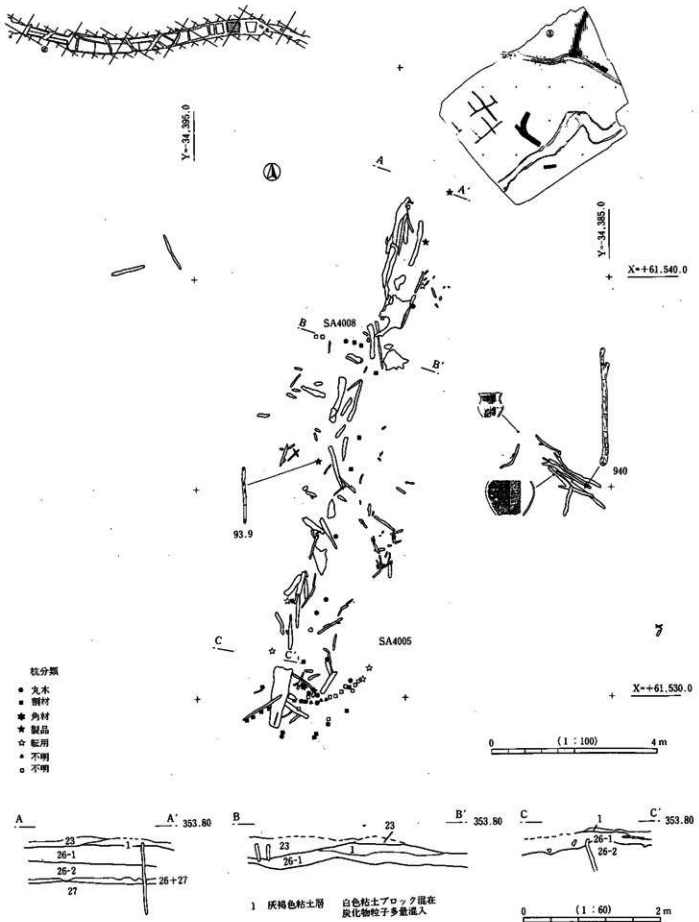 Y=-34,395.0
A
A'
Y=-34,385.0
X=+61,540.0
B
SA4008
B'
940
93.9
C
SA4005
C'
杭分類
● 丸木
■ 割材
角材
★ 製品
☆ 転用
▲ 不明
□ 不明
X=+61,530.0
0 (1:100) 4m
A
A' 353.80
23
1
26-1
26-2
26+27
27
B
B' 353.80
23
23
1
26-1
C
C' 353.80
1
26-1
26-2
1 灰褐色粘土層 白色粘土ブロック混在
炭化物粒子多量混入
0 (1:60) 2m